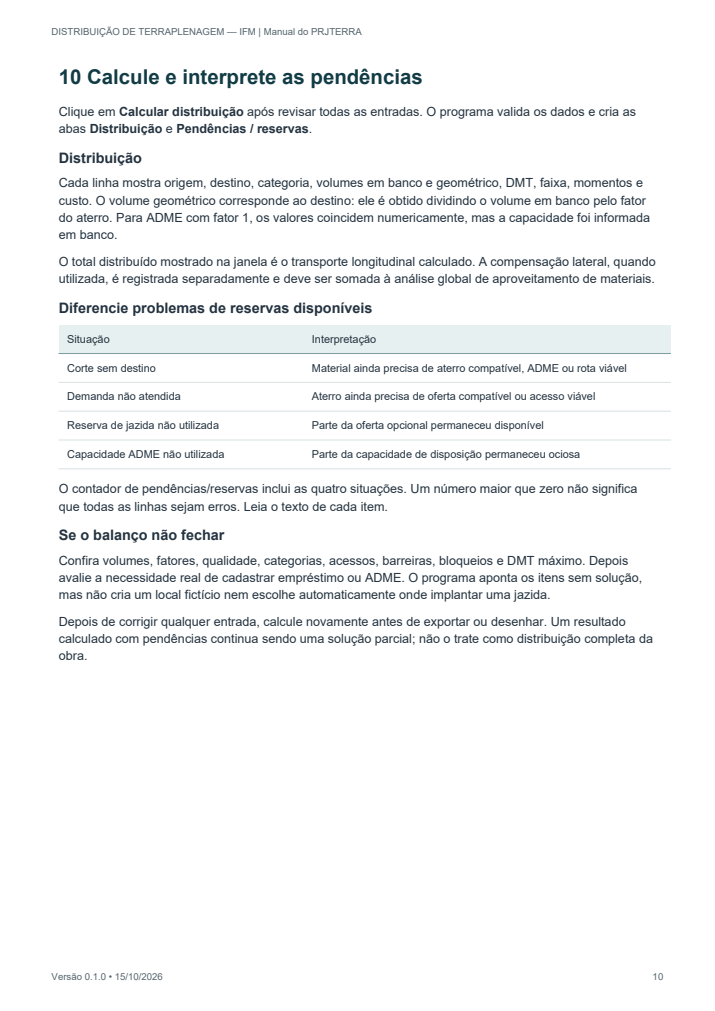 DISTRIBUIÇÃO DE TERRAPLENAGEM — IFM | Manual do PRJTERRA
10 Calcule e interprete as pendências
Clique em Calcular distribuição após revisar todas as entradas. O programa valida os dados e cria as
abas Distribuição e Pendências / reservas.
Distribuição
Cada linha mostra origem, destino, categoria, volumes em banco e geométrico, DMT, faixa, momentos e
custo. O volume geométrico corresponde ao destino: ele é obtido dividindo o volume em banco pelo fator
do aterro. Para ADME com fator 1, os valores coincidem numericamente, mas a capacidade foi informada
em banco.
O total distribuído mostrado na janela é o transporte longitudinal calculado. A compensação lateral, quando
utilizada, é registrada separadamente e deve ser somada à análise global de aproveitamento de materiais.
Diferencie problemas de reservas disponíveis
Situação Interpretação
Corte sem destino Material ainda precisa de aterro compatível, ADME ou rota viável
Demanda não atendida Aterro ainda precisa de oferta compatível ou acesso viável
Reserva de jazida não utilizada Parte da oferta opcional permaneceu disponível
Capacidade ADME não utilizada Parte da capacidade de disposição permaneceu ociosa
O contador de pendências/reservas inclui as quatro situações. Um número maior que zero não significa
que todas as linhas sejam erros. Leia o texto de cada item.
Se o balanço não fechar
Confira volumes, fatores, qualidade, categorias, acessos, barreiras, bloqueios e DMT máximo. Depois
avalie a necessidade real de cadastrar empréstimo ou ADME. O programa aponta os itens sem solução,
mas não cria um local fictício nem escolhe automaticamente onde implantar uma jazida.
Depois de corrigir qualquer entrada, calcule novamente antes de exportar ou desenhar. Um resultado
calculado com pendências continua sendo uma solução parcial; não o trate como distribuição completa da
obra.
Versão 0.1.0 • 15/10/2026
10